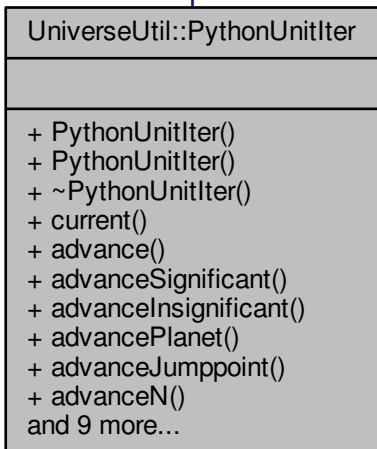 UniverseUtil::PythonUnitIter
+ PythonUnitIter()
+ PythonUnitIter()
+ ~PythonUnitIter()
+ current()
+ advance()
+ advanceSignificant()
+ advanceInsignificant()
+ advancePlanet()
+ advanceJumppoint()
+ advanceN()
and 9 more...